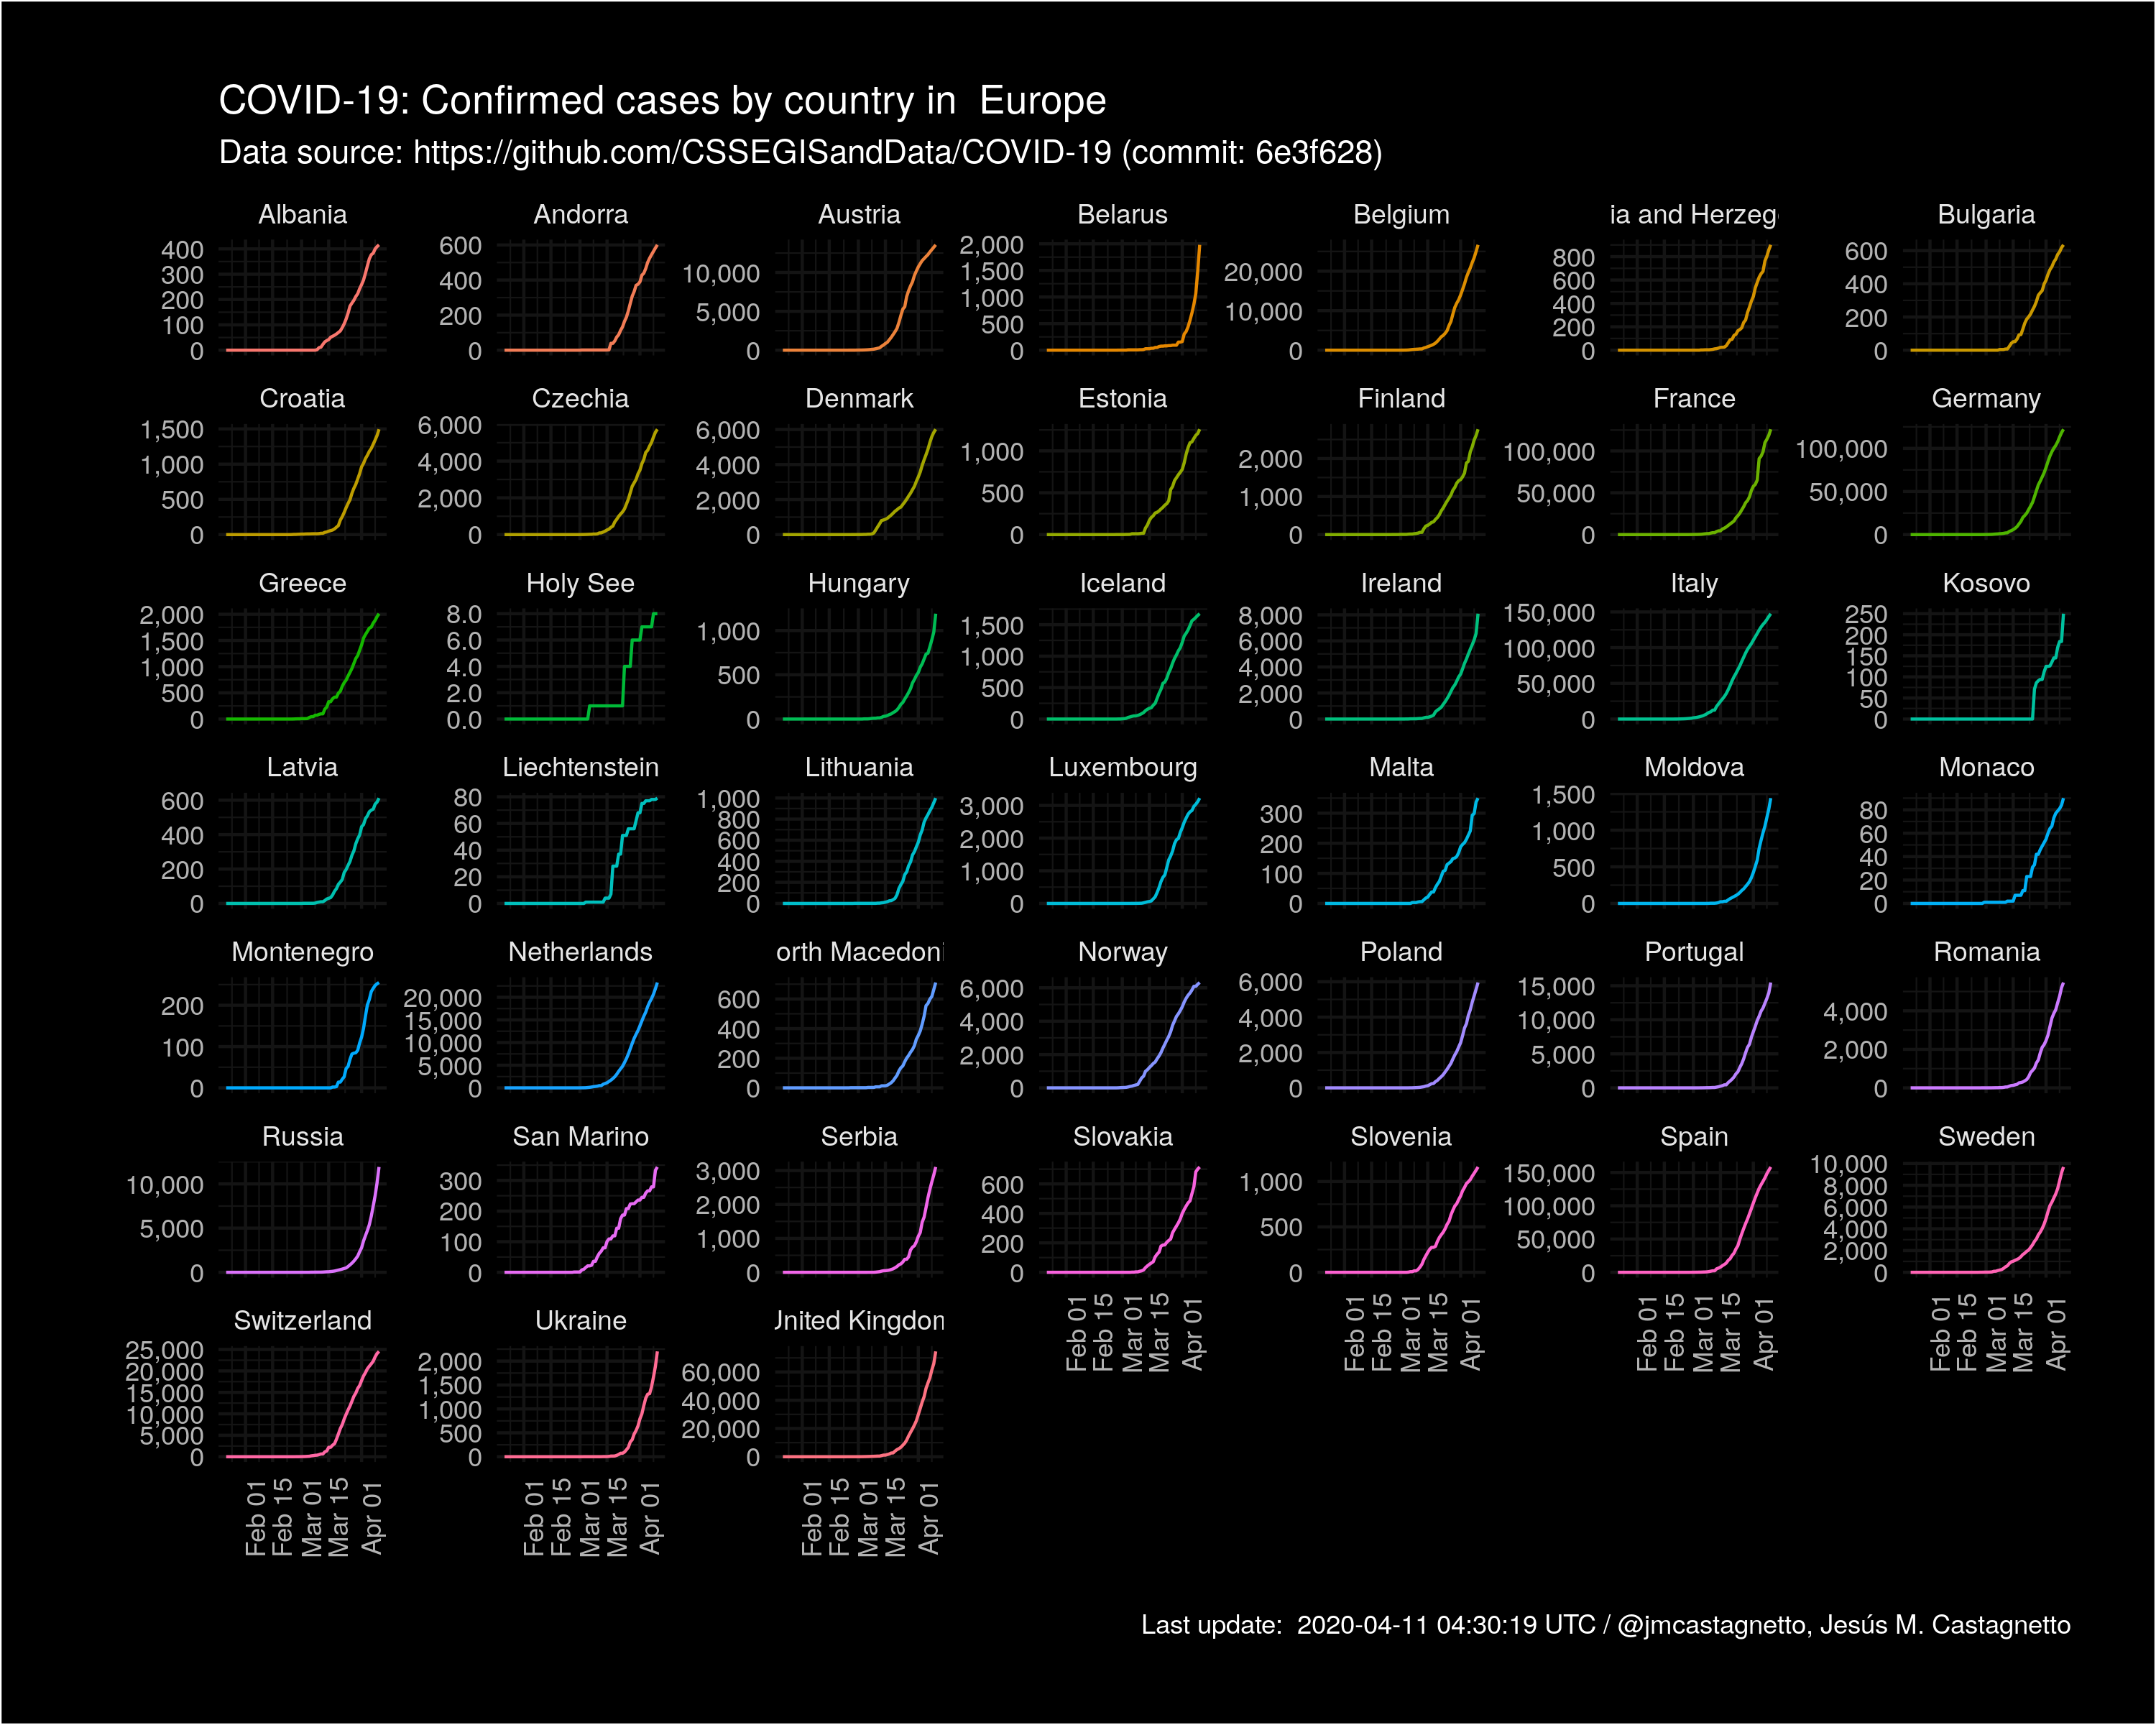 COVID-19: Confirmed cases by country in  Europe
Data source: https://github.com/CSSEGISandData/COVID-19 (commit: 6e3f628)
Albania
Andorra
Austria
Belarus
Belgium
ia and Herzeg
Bulgaria
400
300
200
100
0
600
400
200
0
10,000
5,000
0
2,000
1,500
1,000
500
0
20,000
10,000
0
800
600
400
200
0
600
400
200
0
Croatia
Czechia
Denmark
Estonia
Finland
France
Germany
1,500
1,000
500
0
6,000
4,000
2,000
0
6,000
4,000
2,000
0
1,000
500
0
2,000
1,000
0
100,000
50,000
0
100,000
50,000
0
Greece
Holy See
Hungary
Iceland
Ireland
Italy
Kosovo
2,000
1,500
1,000
500
0
8.0
6.0
4.0
2.0
0.0
1,000
500
0
1,500
1,000
500
0
8,000
6,000
4,000
2,000
0
150,000
100,000
50,000
0
250
200
150
100
50
0
Latvia
Liechtenstein
Lithuania
Luxembourg
Malta
Moldova
Monaco
600
400
200
0
80
60
40
20
0
1,000
800
600
400
200
0
3,000
2,000
1,000
0
300
200
100
0
1,500
1,000
500
0
80
60
40
20
0
Montenegro
Netherlands
orth Macedoni
Norway
Poland
Portugal
Romania
200
100
0
20,000
15,000
10,000
5,000
0
600
400
200
0
6,000
4,000
2,000
0
6,000
4,000
2,000
0
15,000
10,000
5,000
0
4,000
2,000
0
Russia
San Marino
Serbia
Slovakia
Slovenia
Spain
Sweden
10,000
5,000
0
300
200
100
0
3,000
2,000
1,000
0
600
400
200
0
1,000
500
0
150,000
100,000
50,000
0
10,000
8,000
6,000
4,000
2,000
0
Feb 01
Feb 15
Mar 01
Mar 15
Apr 01
Feb 01
Feb 15
Mar 01
Mar 15
Apr 01
Feb 01
Feb 15
Mar 01
Mar 15
Apr 01
Feb 01
Feb 15
Mar 01
Mar 15
Apr 01
Switzerland
Ukraine
United Kingdom
25,000
20,000
15,000
10,000
5,000
0
2,000
1,500
1,000
500
0
60,000
40,000
20,000
0
Feb 01
Feb 15
Mar 01
Mar 15
Apr 01
Feb 01
Feb 15
Mar 01
Mar 15
Apr 01
Feb 01
Feb 15
Mar 01
Mar 15
Apr 01
Last update:  2020-04-11 04:30:19 UTC / @jmcastagnetto, Jesús M. Castagnetto